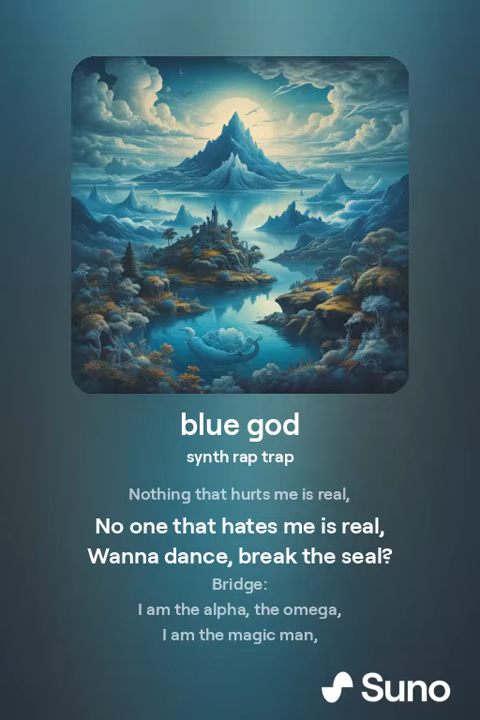 blue god
synth rap trap
Nothing that hurts me is real,
No one that hates me is real,
Wanna dance, break the seal?
Bridge:
I am the alpha, the omega,
I am the magic man,
Suno